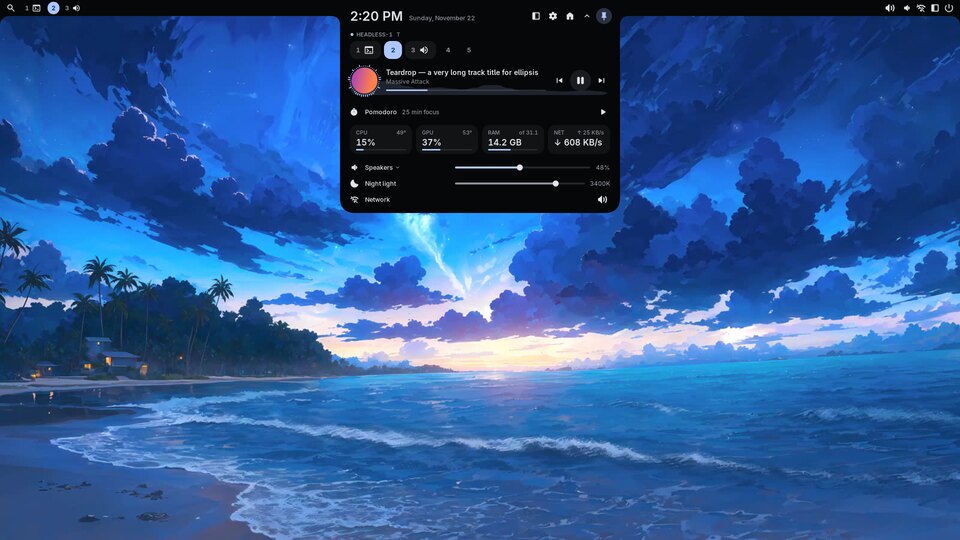 1 2 3
2:20 PM Sunday, November 22
HEADLESS-1 T
1 2 3 4 5
Teardrop — a very long track title for ellipsis
Massive Attack
Pomodoro 25 min focus
CPU 49° GPU 53° RAM of 31.1 NET ↑ 25 KB/s
15% 37% 14.2 GB ↓ 608 KB/s
Speakers 48%
Night light 3400K
Network